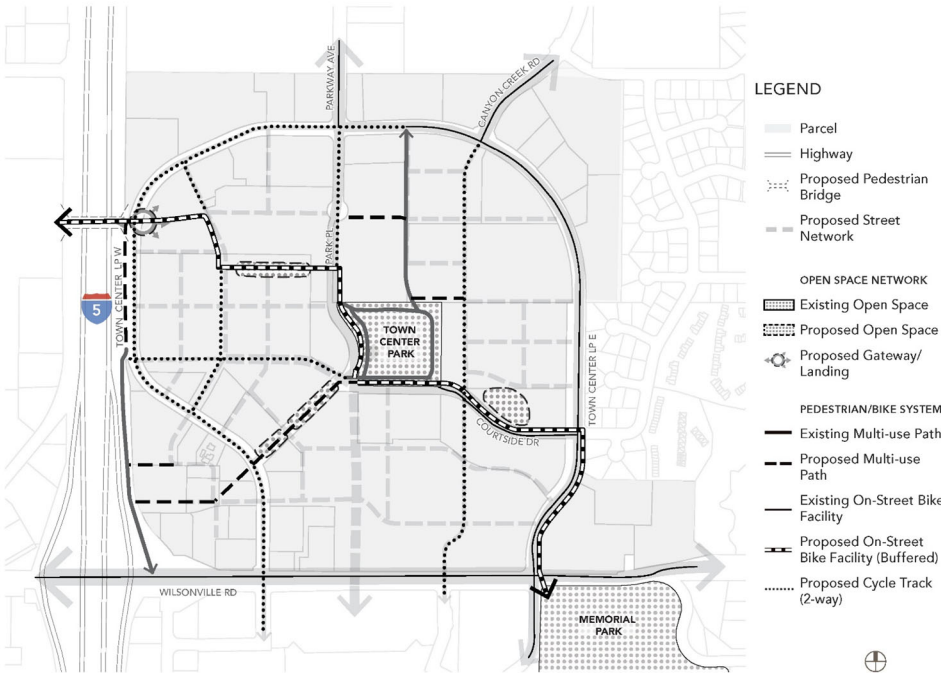 PARKWAY AVE
CANYON CREEK RD
PARK PL
TOWN CENTER LP W
5
TOWN
CENTER
PARK
TOWN CENTER LP E
COURTSIDE DR
WILSONVILLE RD
MEMORIAL
PARK
LEGEND
Parcel
Highway
Proposed Pedestrian
Bridge
Proposed Street
Network
OPEN SPACE NETWORK
Existing Open Space
Proposed Open Space
Proposed Gateway/
Landing
PEDESTRIAN/BIKE SYSTEM
Existing Multi-use Path
Proposed Multi-use
Path
Existing On-Street Bike
Facility
Proposed On-Street
Bike Facility (Buffered)
Proposed Cycle Track
(2-way)